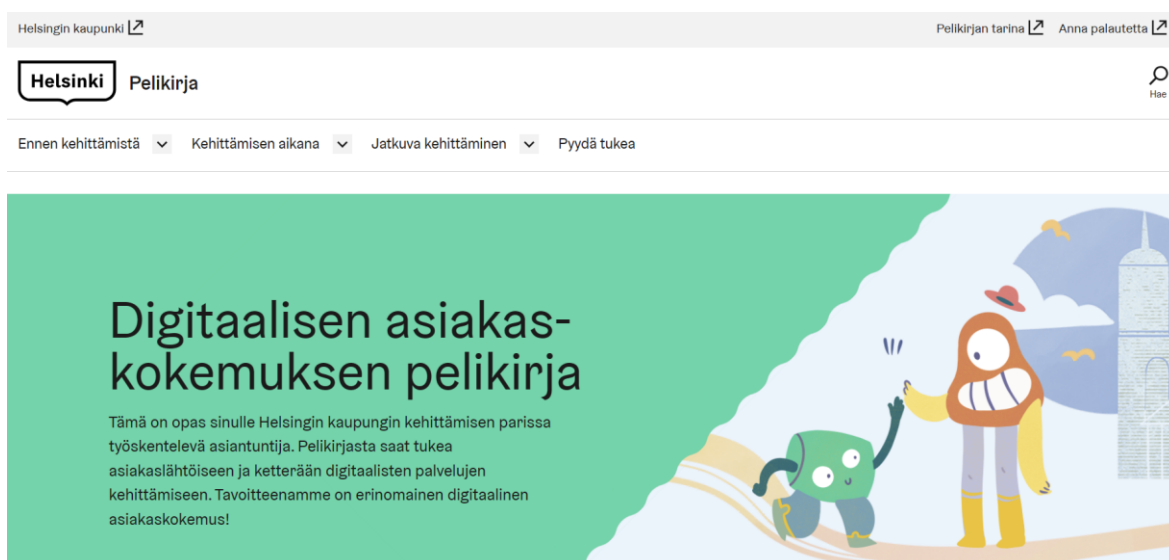 Helsingin kaupunki
Pelikirjan tarina Anna palautetta
Helsinki Pelikirja
Hae
Ennen kehittämistä Kehittämisen aikana Jatkuva kehittäminen Pyydä tukea
Digitaalisen asiakas-
kokemuksen pelikirja
Tämä on opas sinulle Helsingin kaupungin kehittämisen parissa
työskentelevä asiantuntija. Pelikirjasta saat tukea
asiakaslähtöiseen ja ketterään digitaalisten palvelujen
kehittämiseen. Tavoitteenamme on erinomainen digitaalinen
asiakaskokemus!